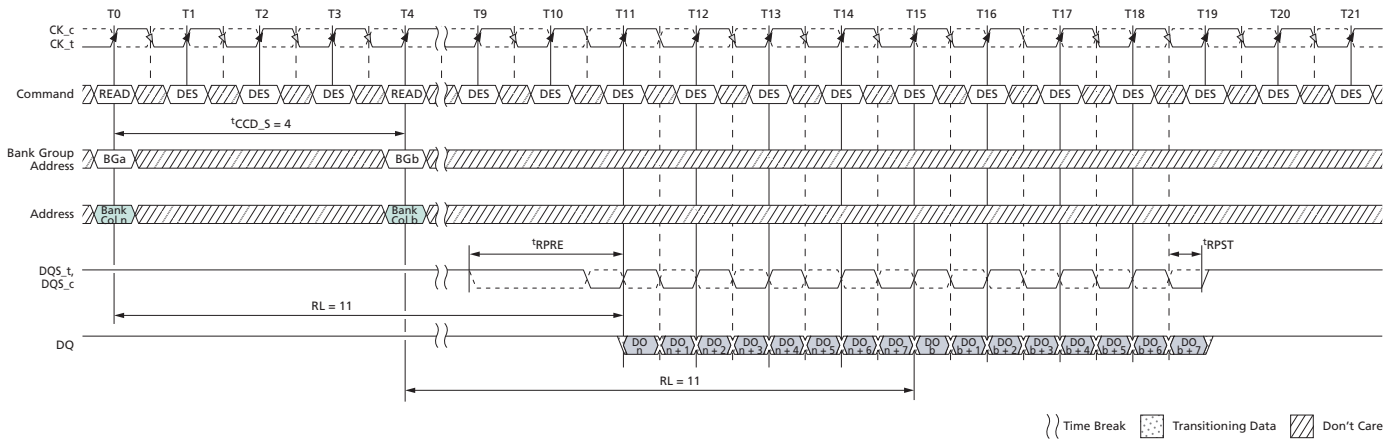 T0 T1 T2 T3 T4 T9 T10 T11 T12 T13 T14 T15 T16 T17 T18 T19 T20 T21
CK_c
CK_t
Command READ DES DES DES READ DES DES DES DES DES DES DES DES DES DES DES DES DES
tCCD_S = 4
Bank Group
Address
BGa BGb
Address
Bank
Col n
Bank
Col b
tRPRE tRPST
DQS_t,
DQS_c
RL = 11
DQ
DO
n
DO
n + 1
DO
n + 2
DO
n + 3
DO
n + 4
DO
n + 5
DO
n + 6
DO
n + 7
DO
b
DO
b + 1
DO
b + 2
DO
b + 3
DO
b + 4
DO
b + 5
DO
b + 6
DO
b + 7
RL = 11
Time Break Transitioning Data Don't Care